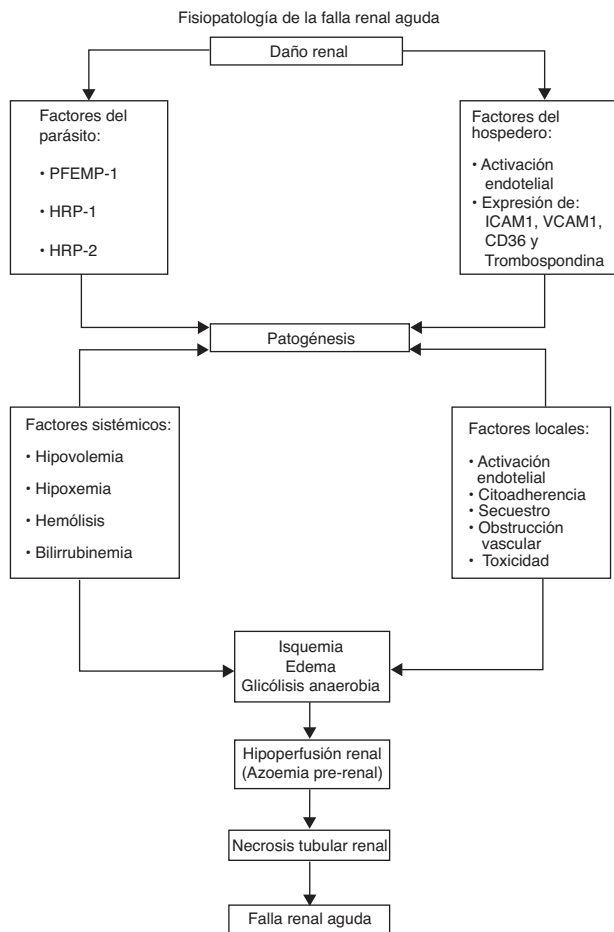 Fisiopatología de la falla renal aguda
Daño renal
Factores del
parásito:
• PFEMP-1
• HRP-1
• HRP-2
Factores del
hospedero:
• Activación
endotelial
• Expresión de:
ICAM1, VCAM1,
CD36 y
Trombospondina
Patogénesis
Factores sistémicos:
• Hipovolemia
• Hipoxemia
• Hemólisis
• Bilirrubinemia
Factores locales:
• Activación
endotelial
• Citoadherencia
• Secuestro
• Obstrucción
vascular
• Toxicidad
Isquemia
Edema
Glicólisis anaerobia
Hipoperfusión renal
(Azoemia pre-renal)
Necrosis tubular renal
Falla renal aguda